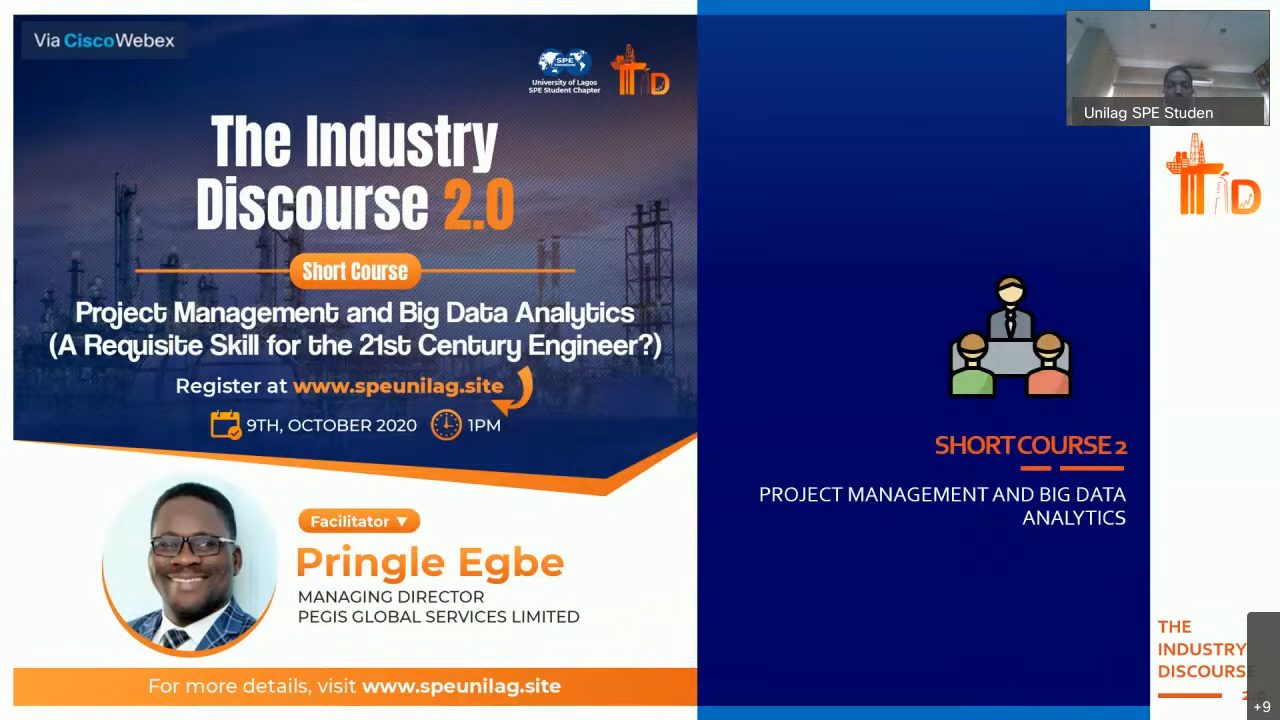 Via Cisco Webex
SPE
University of Lagos
SPE Student Chapter
D
The Industry
Discourse 2.0
Short Course
Project Management and Big Data Analytics
(A Requisite Skill for the 21st Century Engineer?)
Register at www.speunilag.site
9TH, OCTOBER 2020
1PM
Facilitator ▼
Pringle Egbe
MANAGING DIRECTOR
PEGIS GLOBAL SERVICES LIMITED
For more details, visit www.speunilag.site
SHORT COURSE 2
PROJECT MANAGEMENT AND BIG DATA
ANALYTICS
Unilag SPE Studen
D
THE
INDUSTRY
DISCOURSE
+9